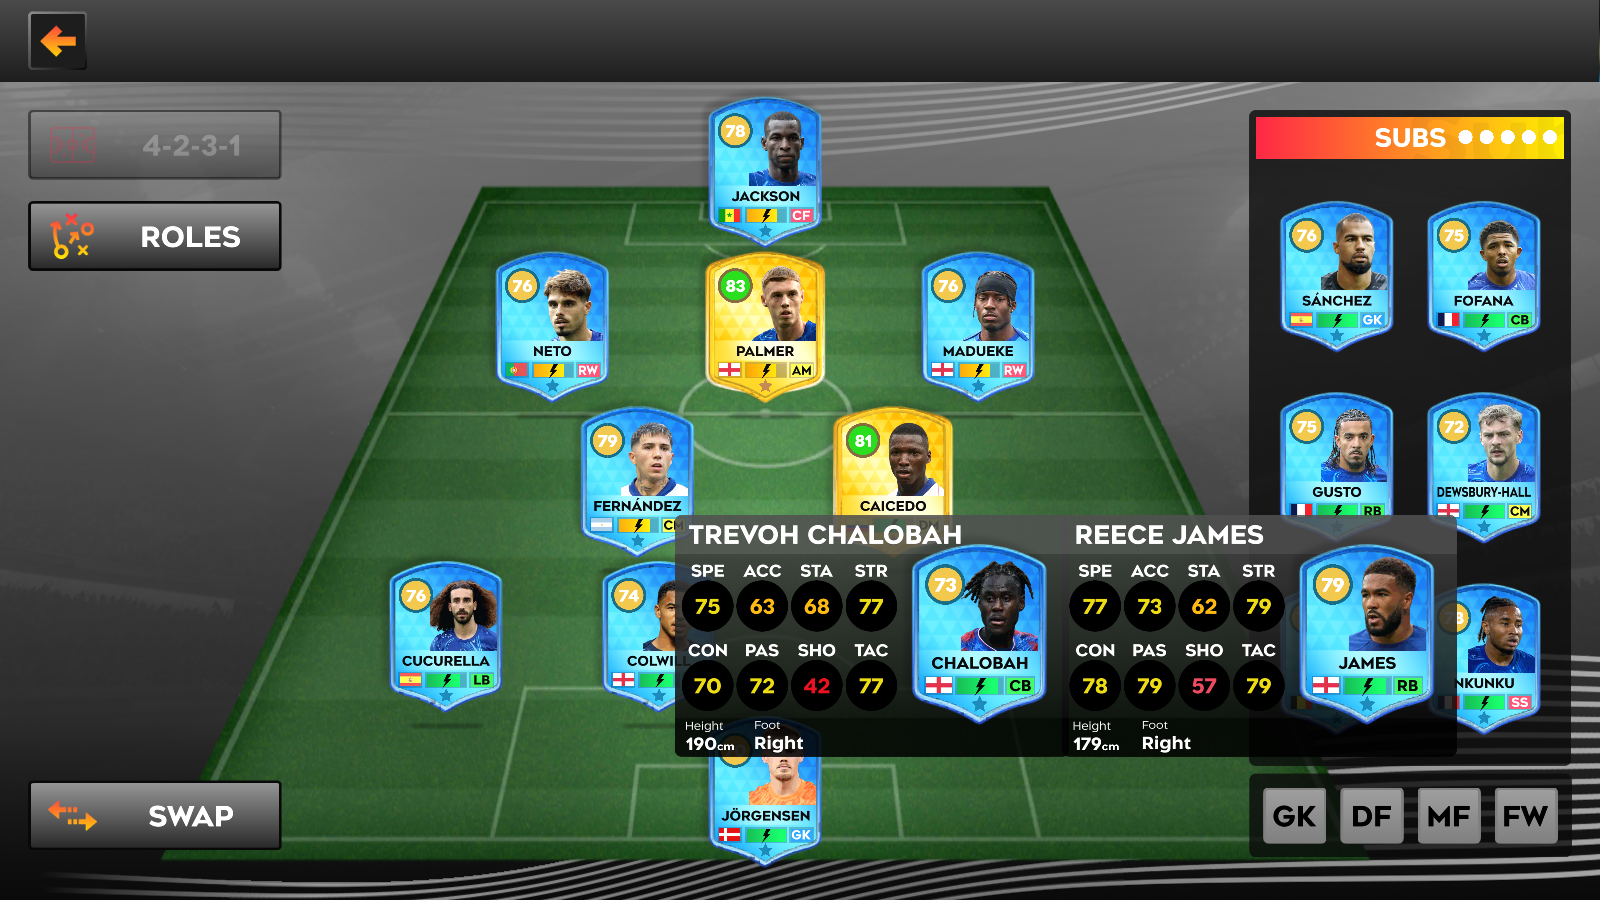 4-2-3-1
ROLES
SWAP
78
JACKSON
CF
76
NETO
RW
83
PALMER
AM
76
MADUEKE
RW
79
FERNÁNDEZ
CM
81
CAICEDO
76
CUCURELLA
LB
74
COLWILL
JÖRGENSEN
GK
TREVOH CHALOBAH
SPE ACC STA STR
75 63 68 77
CON PAS SHO TAC
70 72 42 77
Height Foot
190cm Right
73
CHALOBAH
CB
REECE JAMES
SPE ACC STA STR
77 73 62 79
CON PAS SHO TAC
78 79 57 79
Height Foot
179cm Right
79
JAMES
RB
SUBS
76
SÁNCHEZ
GK
75
FOFANA
CB
75
GUSTO
RB
72
DEWSBURY-HALL
CM
NKUNKU
SS
GK DF MF FW